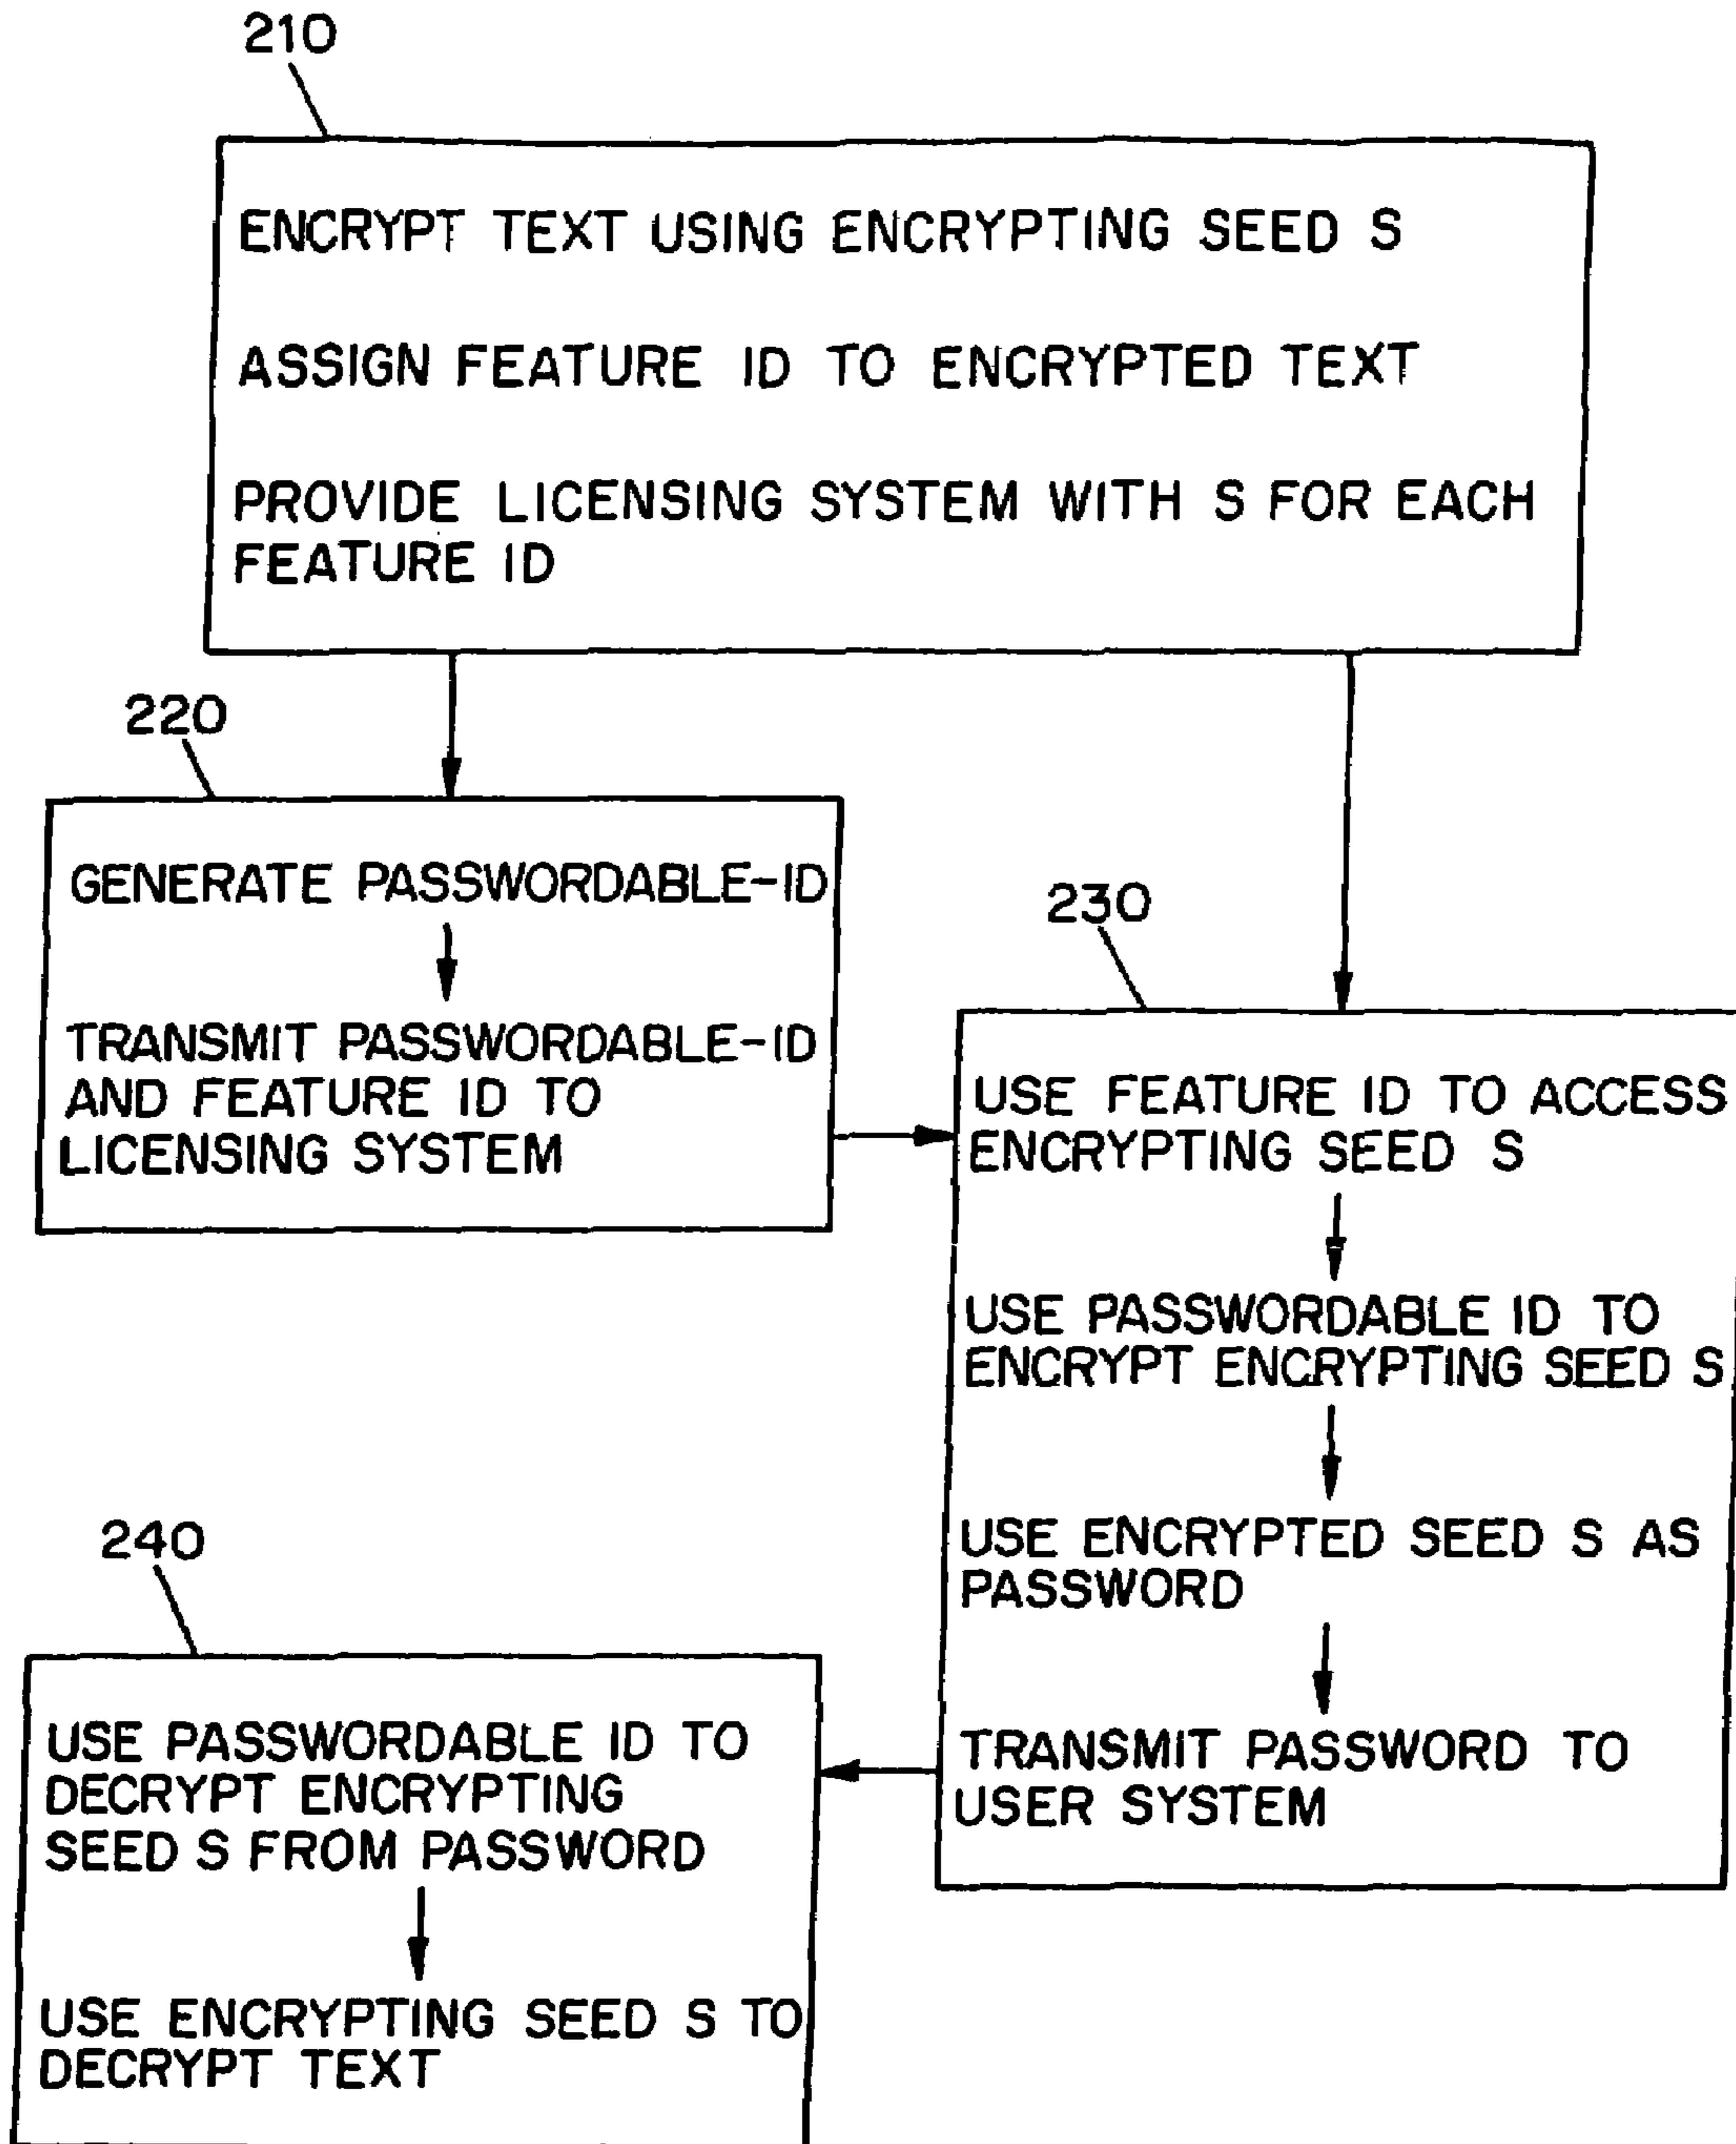 210
ENCRYPT TEXT USING ENCRYPTING SEED S
ASSIGN FEATURE ID TO ENCRYPTED TEXT
PROVIDE LICENSING SYSTEM WITH S FOR EACH
FEATURE ID
220
GENERATE PASSWORDABLE-ID
TRANSMIT PASSWORDABLE-ID
AND FEATURE ID TO
LICENSING SYSTEM
230
USE FEATURE ID TO ACCESS
ENCRYPTING SEED S
USE PASSWORDABLE ID TO
ENCRYPT ENCRYPTING SEED S
USE ENCRYPTED SEED S AS
PASSWORD
TRANSMIT PASSWORD TO
USER SYSTEM
240
USE PASSWORDABLE ID TO
DECRYPT ENCRYPTING
SEED S FROM PASSWORD
USE ENCRYPTING SEED S TO
DECRYPT TEXT